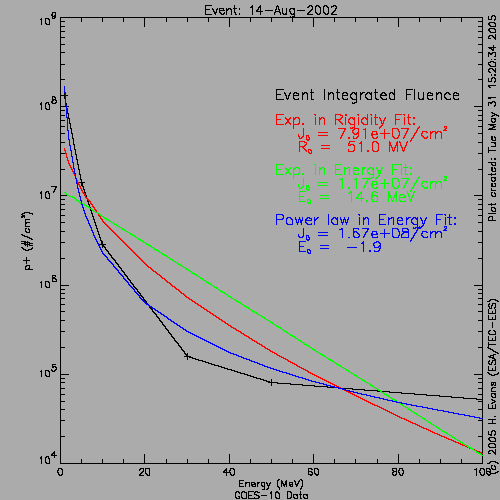 Event: 14-Aug-2002
10⁹
10⁸
10⁷
10⁶
10⁵
10⁴
p+ (#/cm²)
Event Integrated Fluence
Exp. in Rigidity Fit:
J₀ = 7.91e+07/cm²
R₀ = 51.0 MV
Exp. in Energy Fit:
J₀ = 1.17e+07/cm²
E₀ = 14.6 MeV
Power law in Energy Fit:
J₀ = 1.67e+08/cm²
E₀ = -1.9
0 20 40 60 80 100
Energy (MeV)
GOES-10 Data
Plot created: Tue May 31 15:20:34 2005
(c) 2005 H. Evans (ESA/TEC-EES)